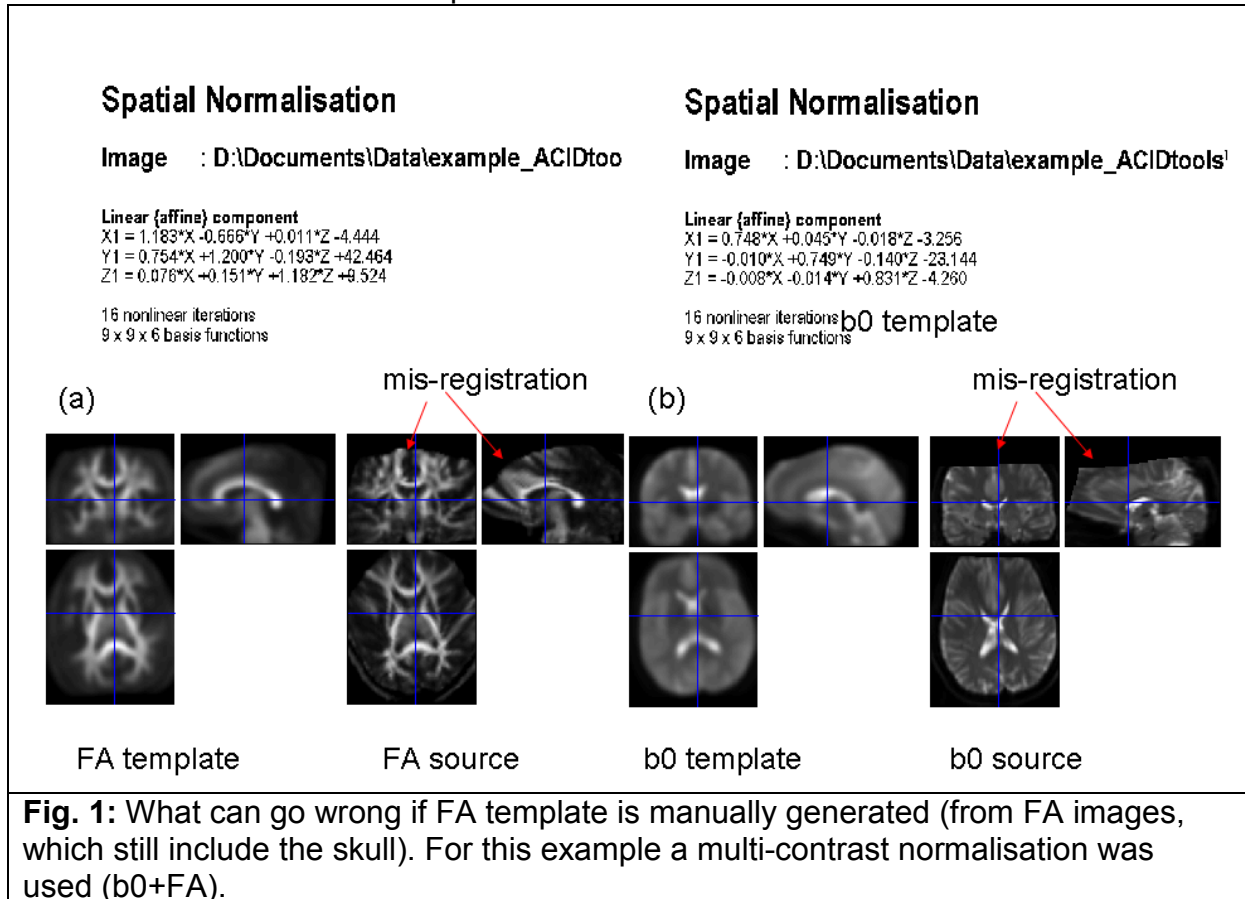 Spatial Normalisation
Image : D:\Documents\Data\example_ACIDtoo
Linear {affine} component
X1 = 1.183*X -0.666*Y +0.011*Z -4.444
Y1 = 0.754*X +1.200*Y -0.193*Z +42.464
Z1 = 0.076*X +0.151*Y +1.182*Z +9.524
16 nonlinear iterations
9 x 9 x 6 basis functions
Spatial Normalisation
Image : D:\Documents\Data\example_ACIDtools
Linear {affine} component
X1 = 0.748*X +0.045*Y -0.018*Z -3.256
Y1 = -0.010*X +0.749*Y -0.140*Z -23.144
Z1 = -0.008*X -0.014*Y +0.831*Z -4.260
16 nonlinear iterations b0 template
9 x 9 x 6 basis functions
(a) mis-registration (b) mis-registration
FA template FA source b0 template b0 source
Fig. 1: What can go wrong if FA template is manually generated (from FA images,
which still include the skull). For this example a multi-contrast normalisation was
used (b0+FA).